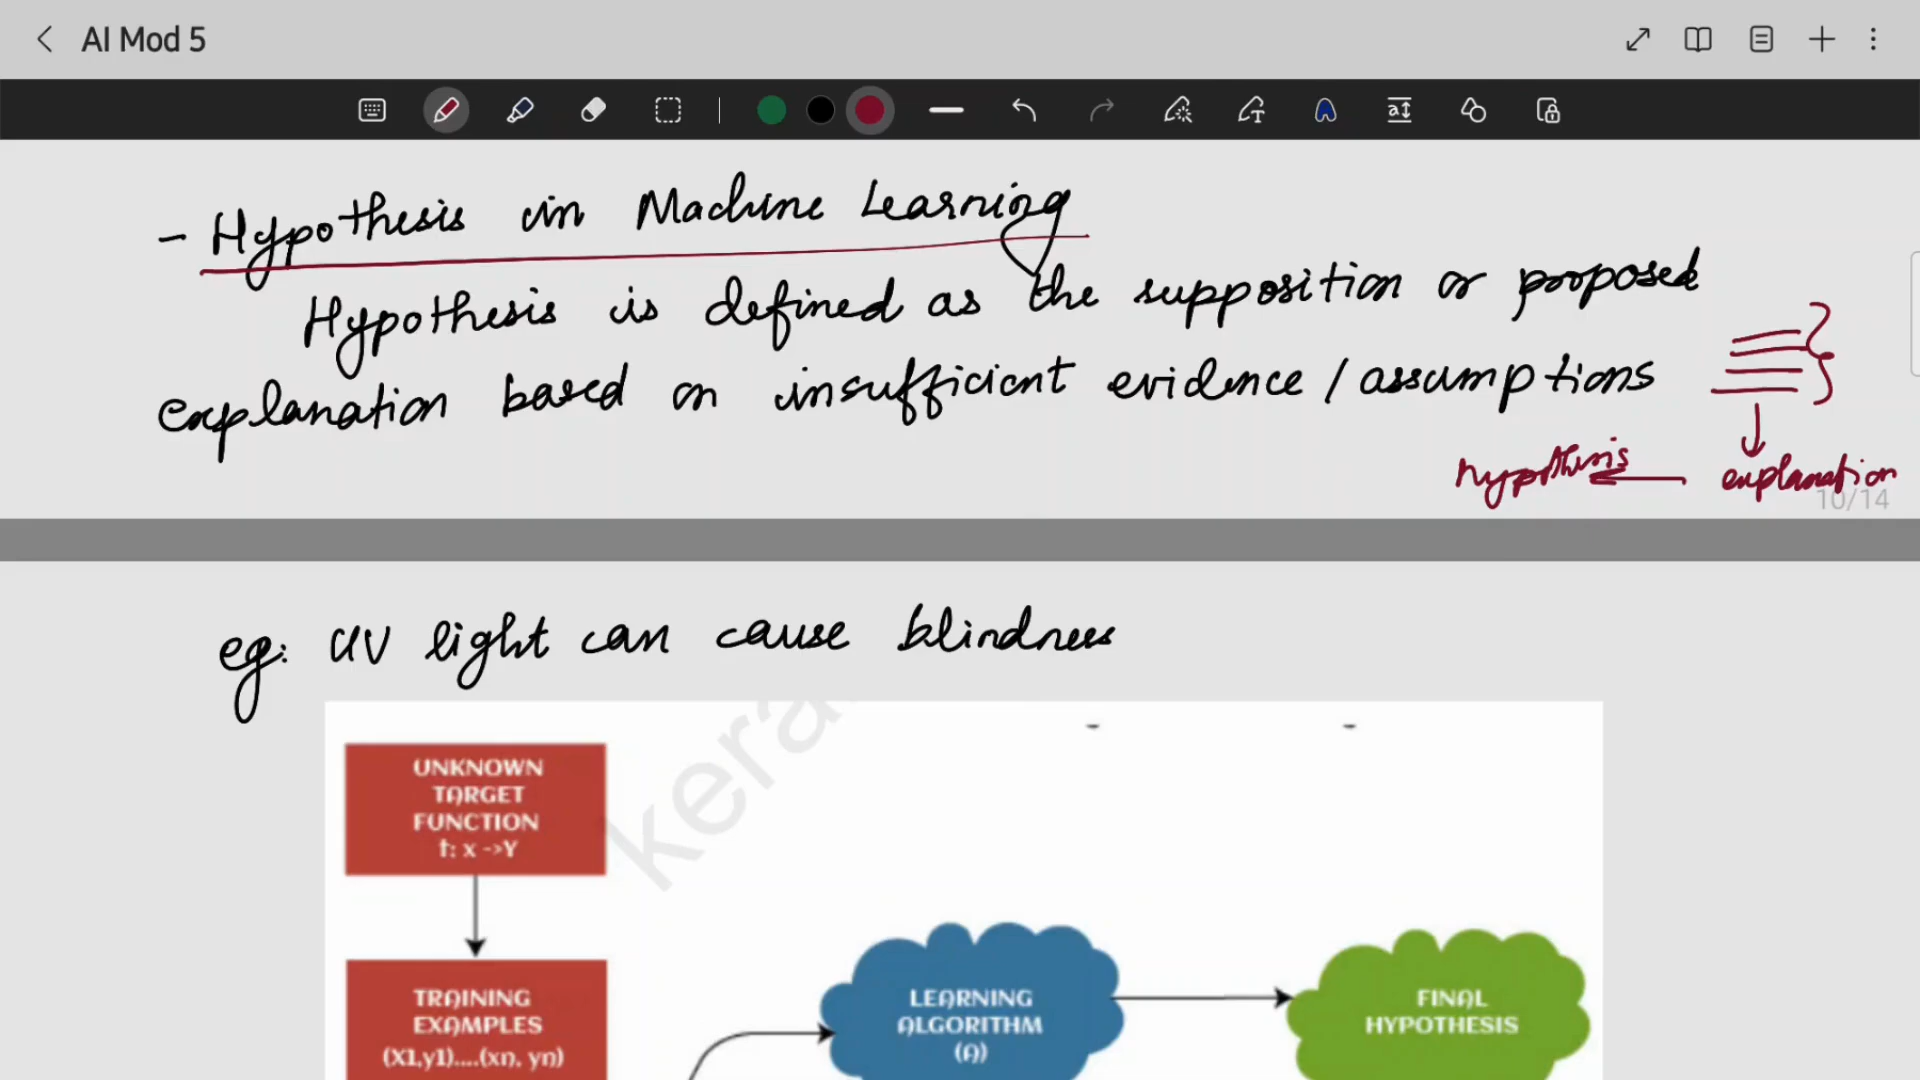 AI Mod 5
- Hypothesis in Machine Learning
Hypothesis is defined as the supposition or proposed
explanation based on insufficient evidence / assumptions
hypothesis
explanation
10/14
eg: UV light can cause blindness
kera
UNKNOWN
TARGET
FUNCTION
f: x ->Y
TRAINING
EXAMPLES
(X1,y1)....(xn, yn)
LEARNING
ALGORITHM
(A)
FINAL
HYPOTHESIS